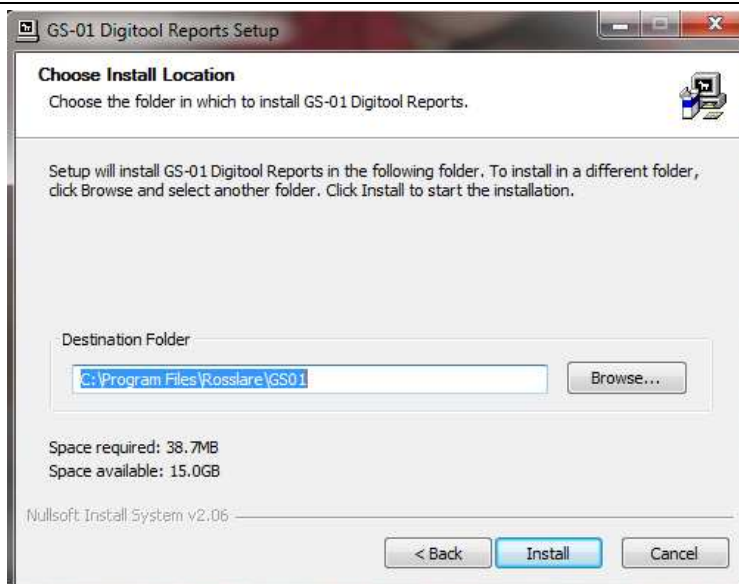 GS-01 Digitool Reports Setup
Choose Install Location
Choose the folder in which to install GS-01 Digitool Reports.
Setup will install GS-01 Digitool Reports in the following folder. To install in a different folder,
click Browse and select another folder. Click Install to start the installation.
Destination Folder
C:\Program Files\Rosslare\GS01
Browse...
Space required: 38.7MB
Space available: 15.0GB
Nullsoft Install System v2.06
< Back
Install
Cancel